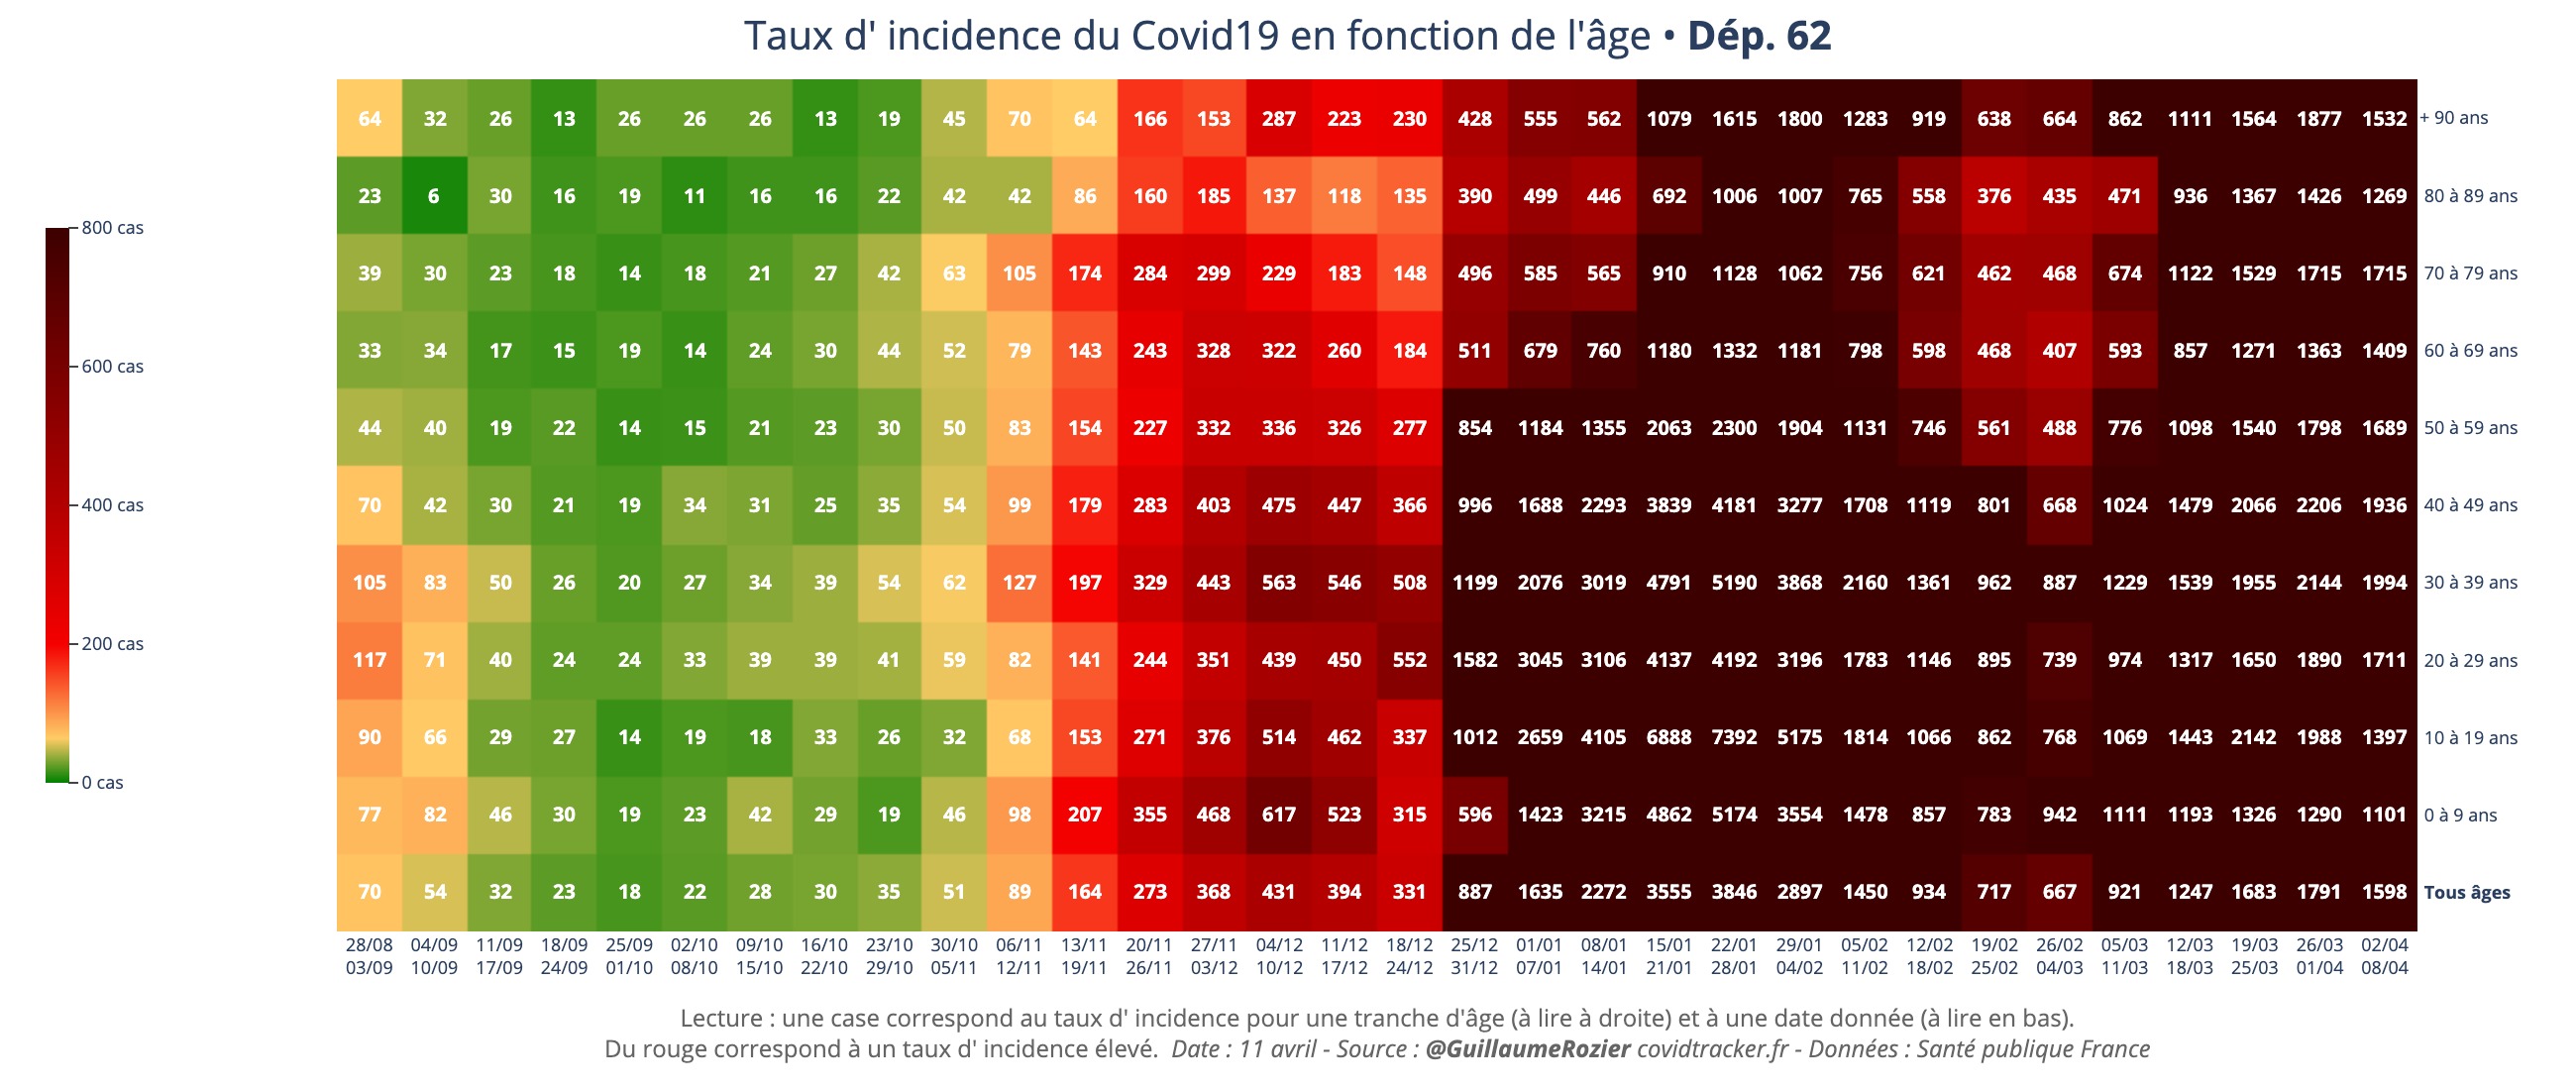 Taux d' incidence du Covid19 en fonction de l'âge • Dép. 62
64 32 26 13 26 26 26 13 19 45 70 64 166 153 287 223 230 428 555 562 1079 1615 1800 1283 919 638 664 862 1111 1564 1877 1532 + 90 ans
23 6 30 16 19 11 16 16 22 42 42 86 160 185 137 118 135 390 499 446 692 1006 1007 765 558 376 435 471 936 1367 1426 1269 80 à 89 ans
800 cas
39 30 23 18 14 18 21 27 42 63 105 174 284 299 229 183 148 496 585 565 910 1128 1062 756 621 462 468 674 1122 1529 1715 1715 70 à 79 ans
33 34 17 15 19 14 24 30 44 52 79 143 243 328 322 260 184 511 679 760 1180 1332 1181 798 598 468 407 593 857 1271 1363 1409 60 à 69 ans
600 cas
44 40 19 22 14 15 21 23 30 50 83 154 227 332 336 326 277 854 1184 1355 2063 2300 1904 1131 746 561 488 776 1098 1540 1798 1689 50 à 59 ans
400 cas
70 42 30 21 19 34 31 25 35 54 99 179 283 403 475 447 366 996 1688 2293 3839 4181 3277 1708 1119 801 668 1024 1479 2066 2206 1936 40 à 49 ans
105 83 50 26 20 27 34 39 54 62 127 197 329 443 563 546 508 1199 2076 3019 4791 5190 3868 2160 1361 962 887 1229 1539 1955 2144 1994 30 à 39 ans
200 cas
117 71 40 24 24 33 39 39 41 59 82 141 244 351 439 450 552 1582 3045 3106 4137 4192 3196 1783 1146 895 739 974 1317 1650 1890 1711 20 à 29 ans
90 66 29 27 14 19 18 33 26 32 68 153 271 376 514 462 337 1012 2659 4105 6888 7392 5175 1814 1066 862 768 1069 1443 2142 1988 1397 10 à 19 ans
0 cas
77 82 46 30 19 23 42 29 19 46 98 207 355 468 617 523 315 596 1423 3215 4862 5174 3554 1478 857 783 942 1111 1193 1326 1290 1101 0 à 9 ans
70 54 32 23 18 22 28 30 35 51 89 164 273 368 431 394 331 887 1635 2272 3555 3846 2897 1450 934 717 667 921 1247 1683 1791 1598 Tous âges
28/08 04/09 11/09 18/09 25/09 02/10 09/10 16/10 23/10 30/10 06/11 13/11 20/11 27/11 04/12 11/12 18/12 25/12 01/01 08/01 15/01 22/01 29/01 05/02 12/02 19/02 26/02 05/03 12/03 19/03 26/03 02/04
03/09 10/09 17/09 24/09 01/10 08/10 15/10 22/10 29/10 05/11 12/11 19/11 26/11 03/12 10/12 17/12 24/12 31/12 07/01 14/01 21/01 28/01 04/02 11/02 18/02 25/02 04/03 11/03 18/03 25/03 01/04 08/04
Lecture : une case correspond au taux d' incidence pour une tranche d'âge (à lire à droite) et à une date donnée (à lire en bas).
Du rouge correspond à un taux d' incidence élevé. Date : 11 avril - Source : @GuillaumeRozier covidtracker.fr - Données : Santé publique France